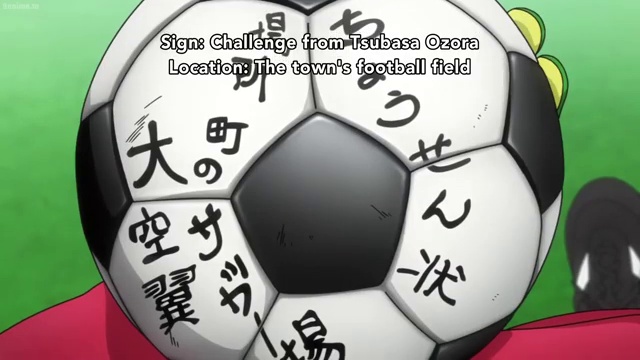 Sign: Challenge from Tsubasa Ozora
Location: The town's football field
ちょうせん状
場所
町の
サッカー場
大空翼